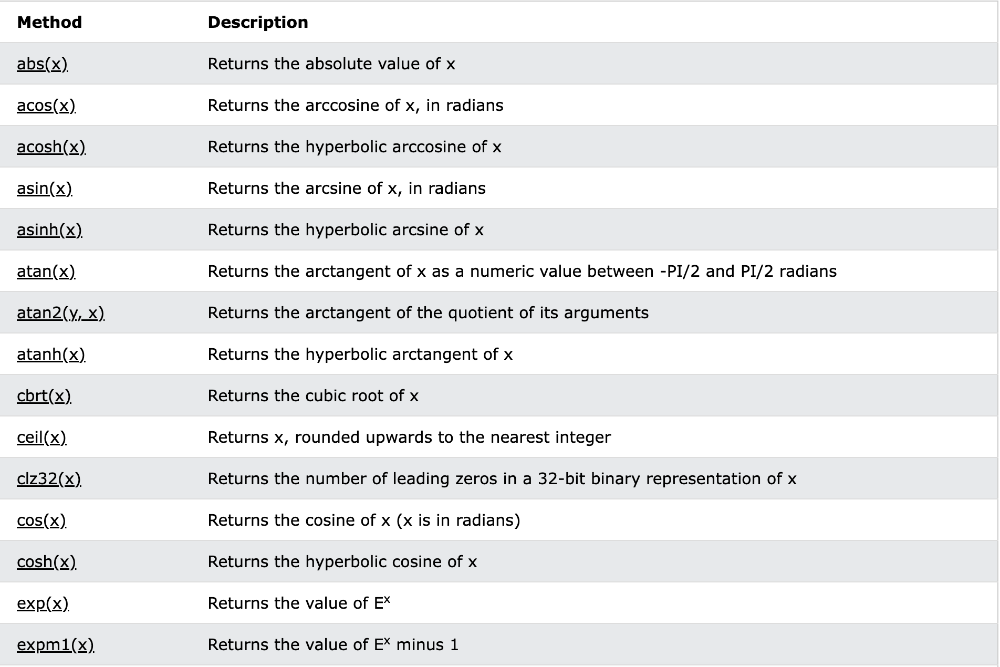 Method Description
abs(x) Returns the absolute value of x
acos(x) Returns the arccosine of x, in radians
acosh(x) Returns the hyperbolic arccosine of x
asin(x) Returns the arcsine of x, in radians
asinh(x) Returns the hyperbolic arcsine of x
atan(x) Returns the arctangent of x as a numeric value between -PI/2 and PI/2 radians
atan2(y, x) Returns the arctangent of the quotient of its arguments
atanh(x) Returns the hyperbolic arctangent of x
cbrt(x) Returns the cubic root of x
ceil(x) Returns x, rounded upwards to the nearest integer
clz32(x) Returns the number of leading zeros in a 32-bit binary representation of x
cos(x) Returns the cosine of x (x is in radians)
cosh(x) Returns the hyperbolic cosine of x
exp(x) Returns the value of Eˣ
expm1(x) Returns the value of Eˣ minus 1